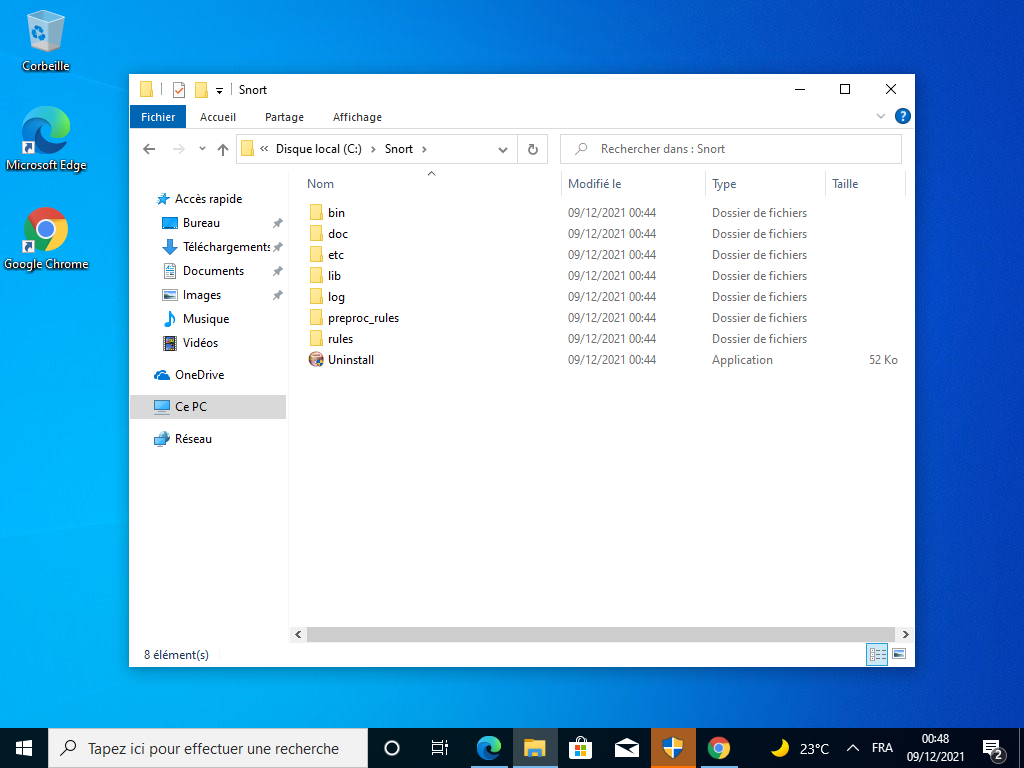 Corbeille
Microsoft Edge
Google Chrome
Snort
Fichier Accueil Partage Affichage
« Disque local (C:) > Snort >
Rechercher dans : Snort
Accès rapide
Bureau
Téléchargements
Documents
Images
Musique
Vidéos
OneDrive
Ce PC
Réseau
Nom Modifié le Type Taille
bin 09/12/2021 00:44 Dossier de fichiers
doc 09/12/2021 00:44 Dossier de fichiers
etc 09/12/2021 00:44 Dossier de fichiers
lib 09/12/2021 00:44 Dossier de fichiers
log 09/12/2021 00:44 Dossier de fichiers
preproc_rules 09/12/2021 00:44 Dossier de fichiers
rules 09/12/2021 00:44 Dossier de fichiers
Uninstall 09/12/2021 00:44 Application 52 Ko
8 élément(s)
Tapez ici pour effectuer une recherche
23°C
FRA
00:48
09/12/2021
2